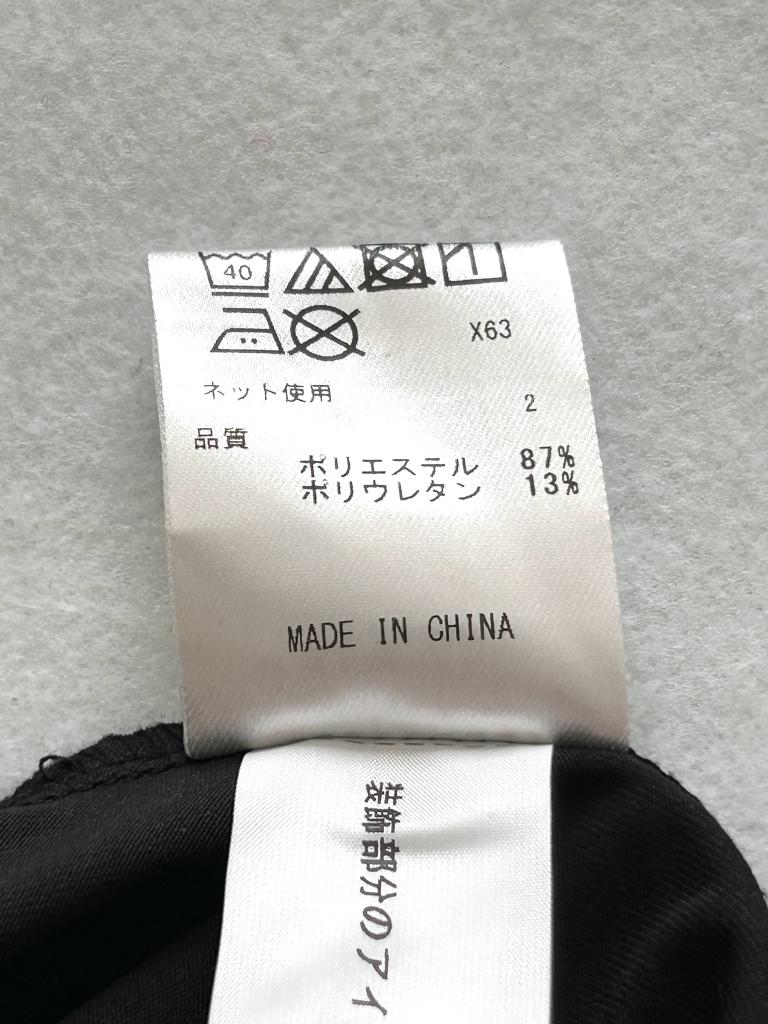 40
X63
ネット使用
2
品質
ポリエステル 87%
ポリウレタン 13%
MADE IN CHINA
装飾部分のアイ